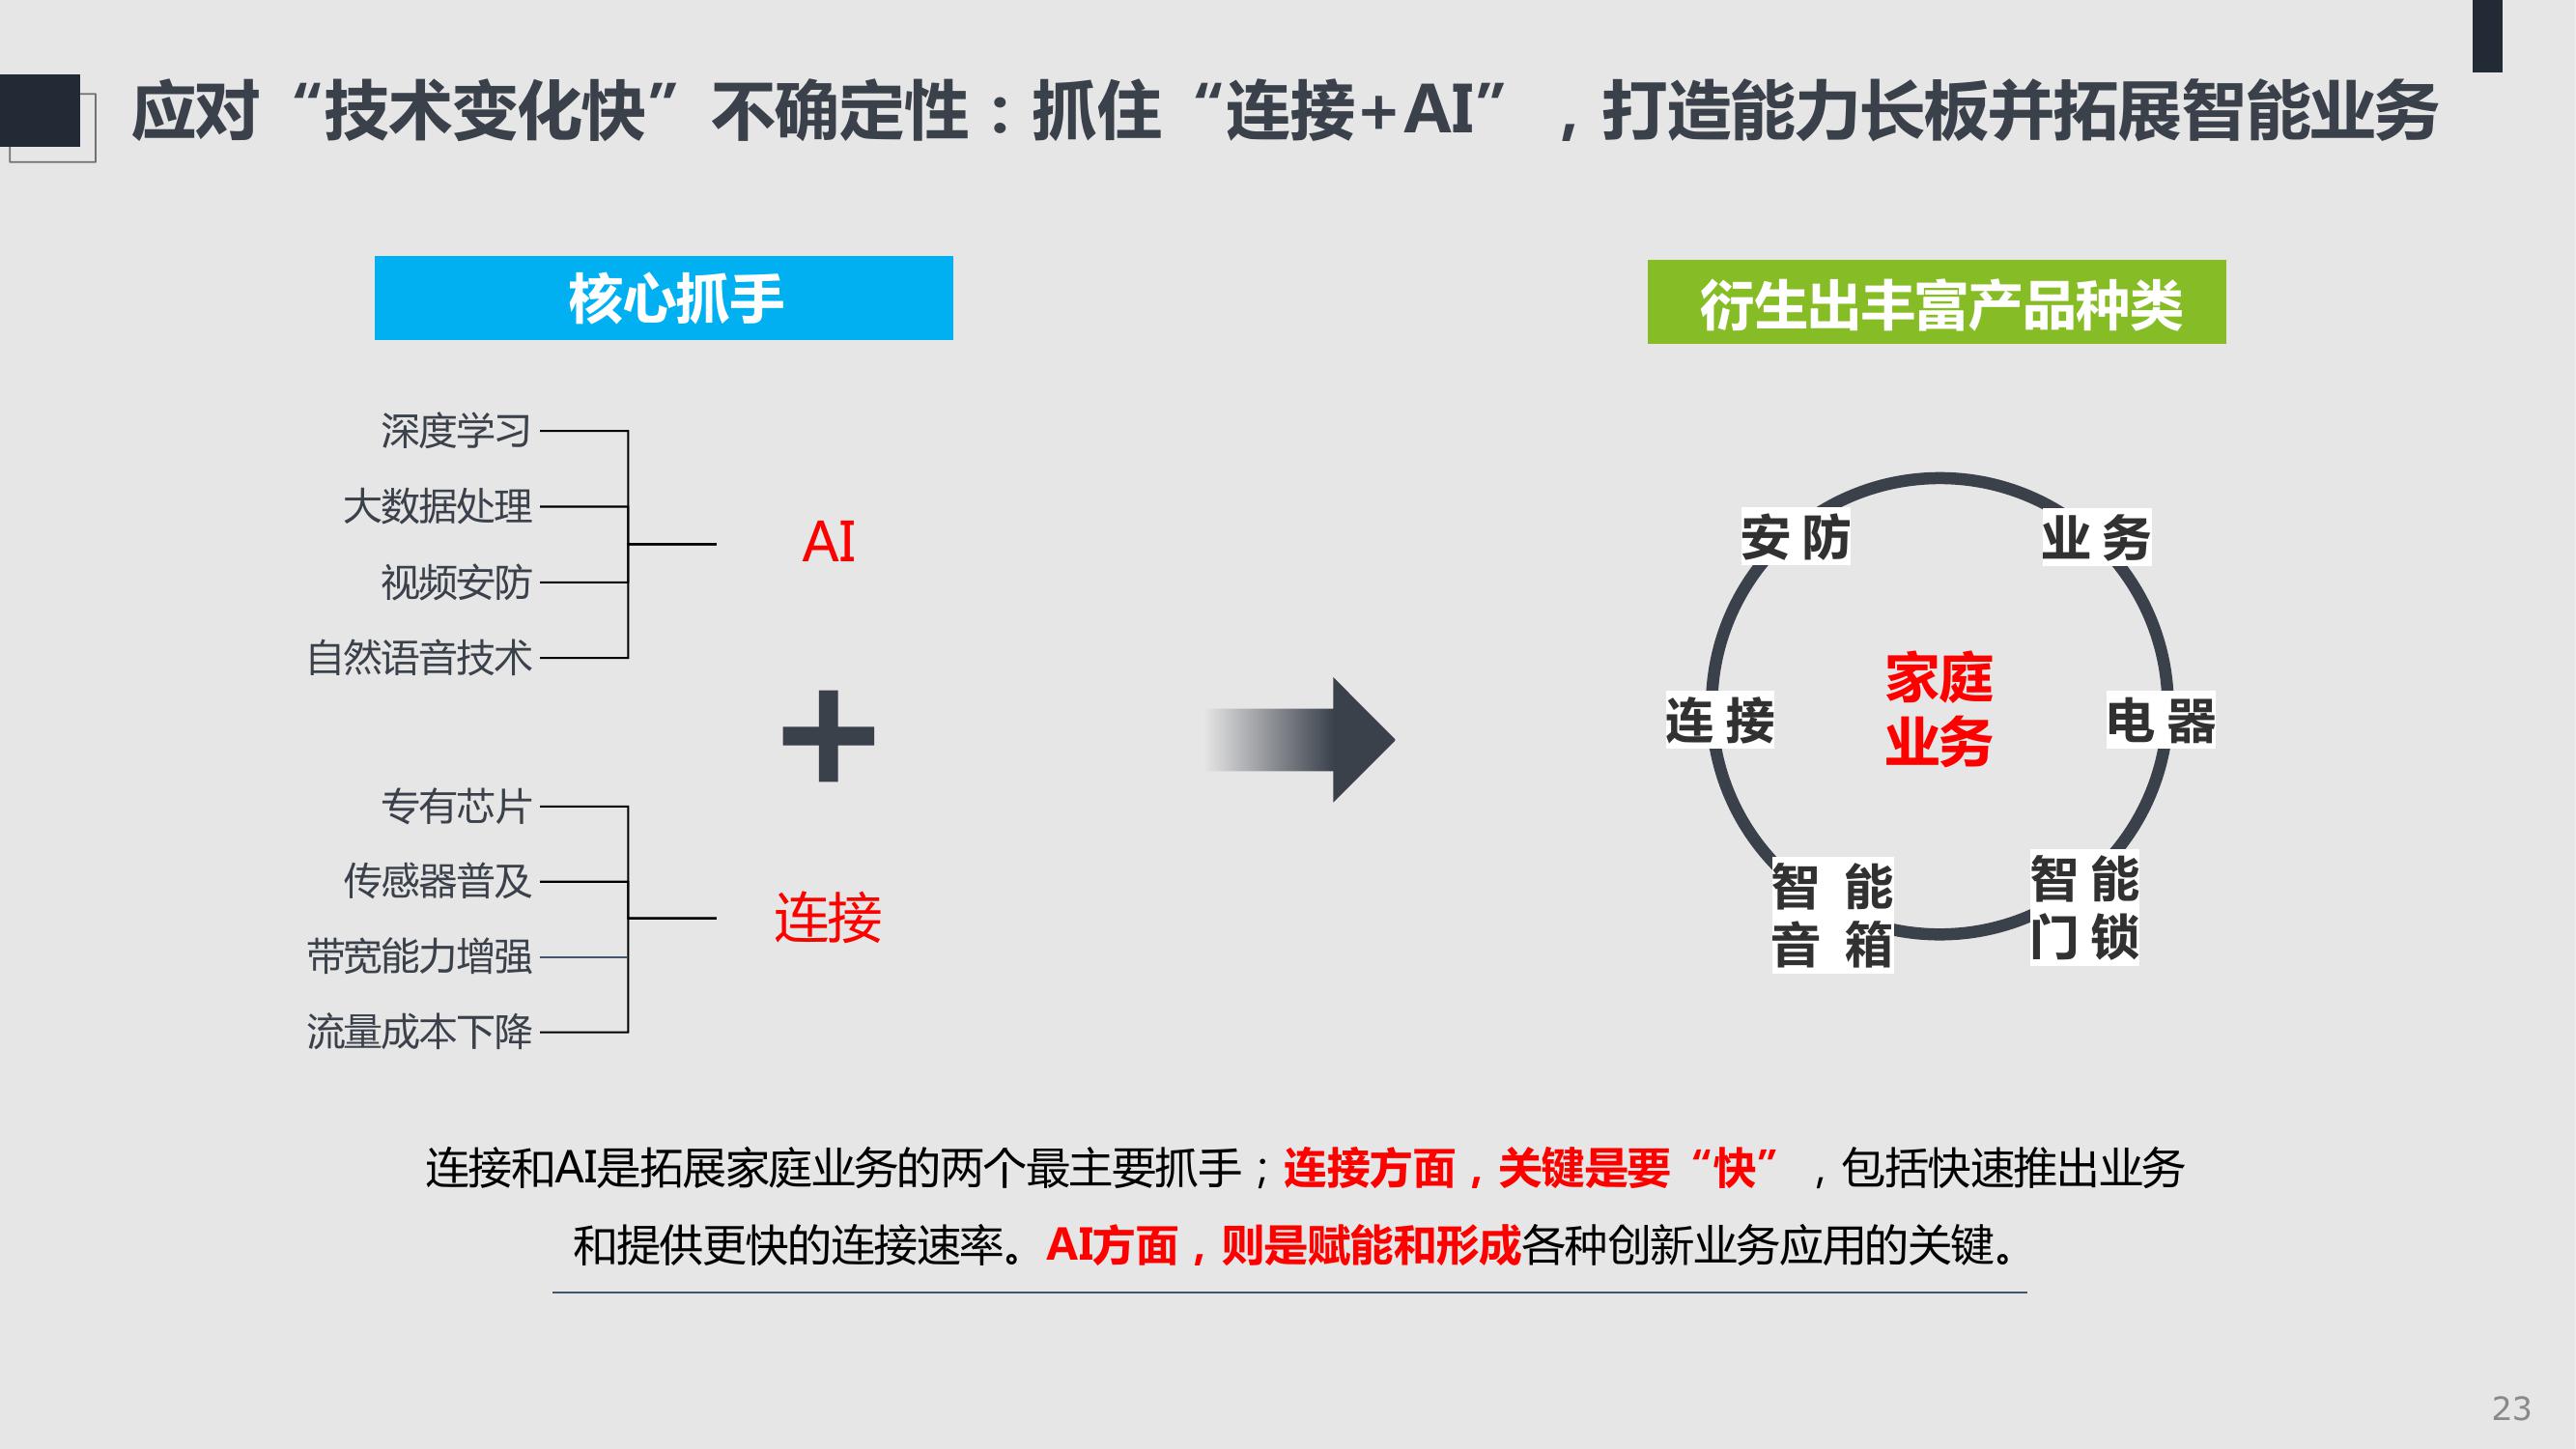 应对“技术变化快”不确定性：抓住“连接+AI”，打造能力长板并拓展智能业务
核心抓手
深度学习
大数据处理
视频安防
自然语音技术
AI
+
专有芯片
传感器普及
带宽能力增强
流量成本下降
连接
衍生出丰富产品种类
安 防
业 务
连 接
家庭
业务
电 器
智 能
音 箱
智 能
门 锁
连接和AI是拓展家庭业务的两个最主要抓手；连接方面，关键是要“快”，包括快速推出业务
和提供更快的连接速率。AI方面，则是赋能和形成各种创新业务应用的关键。
23